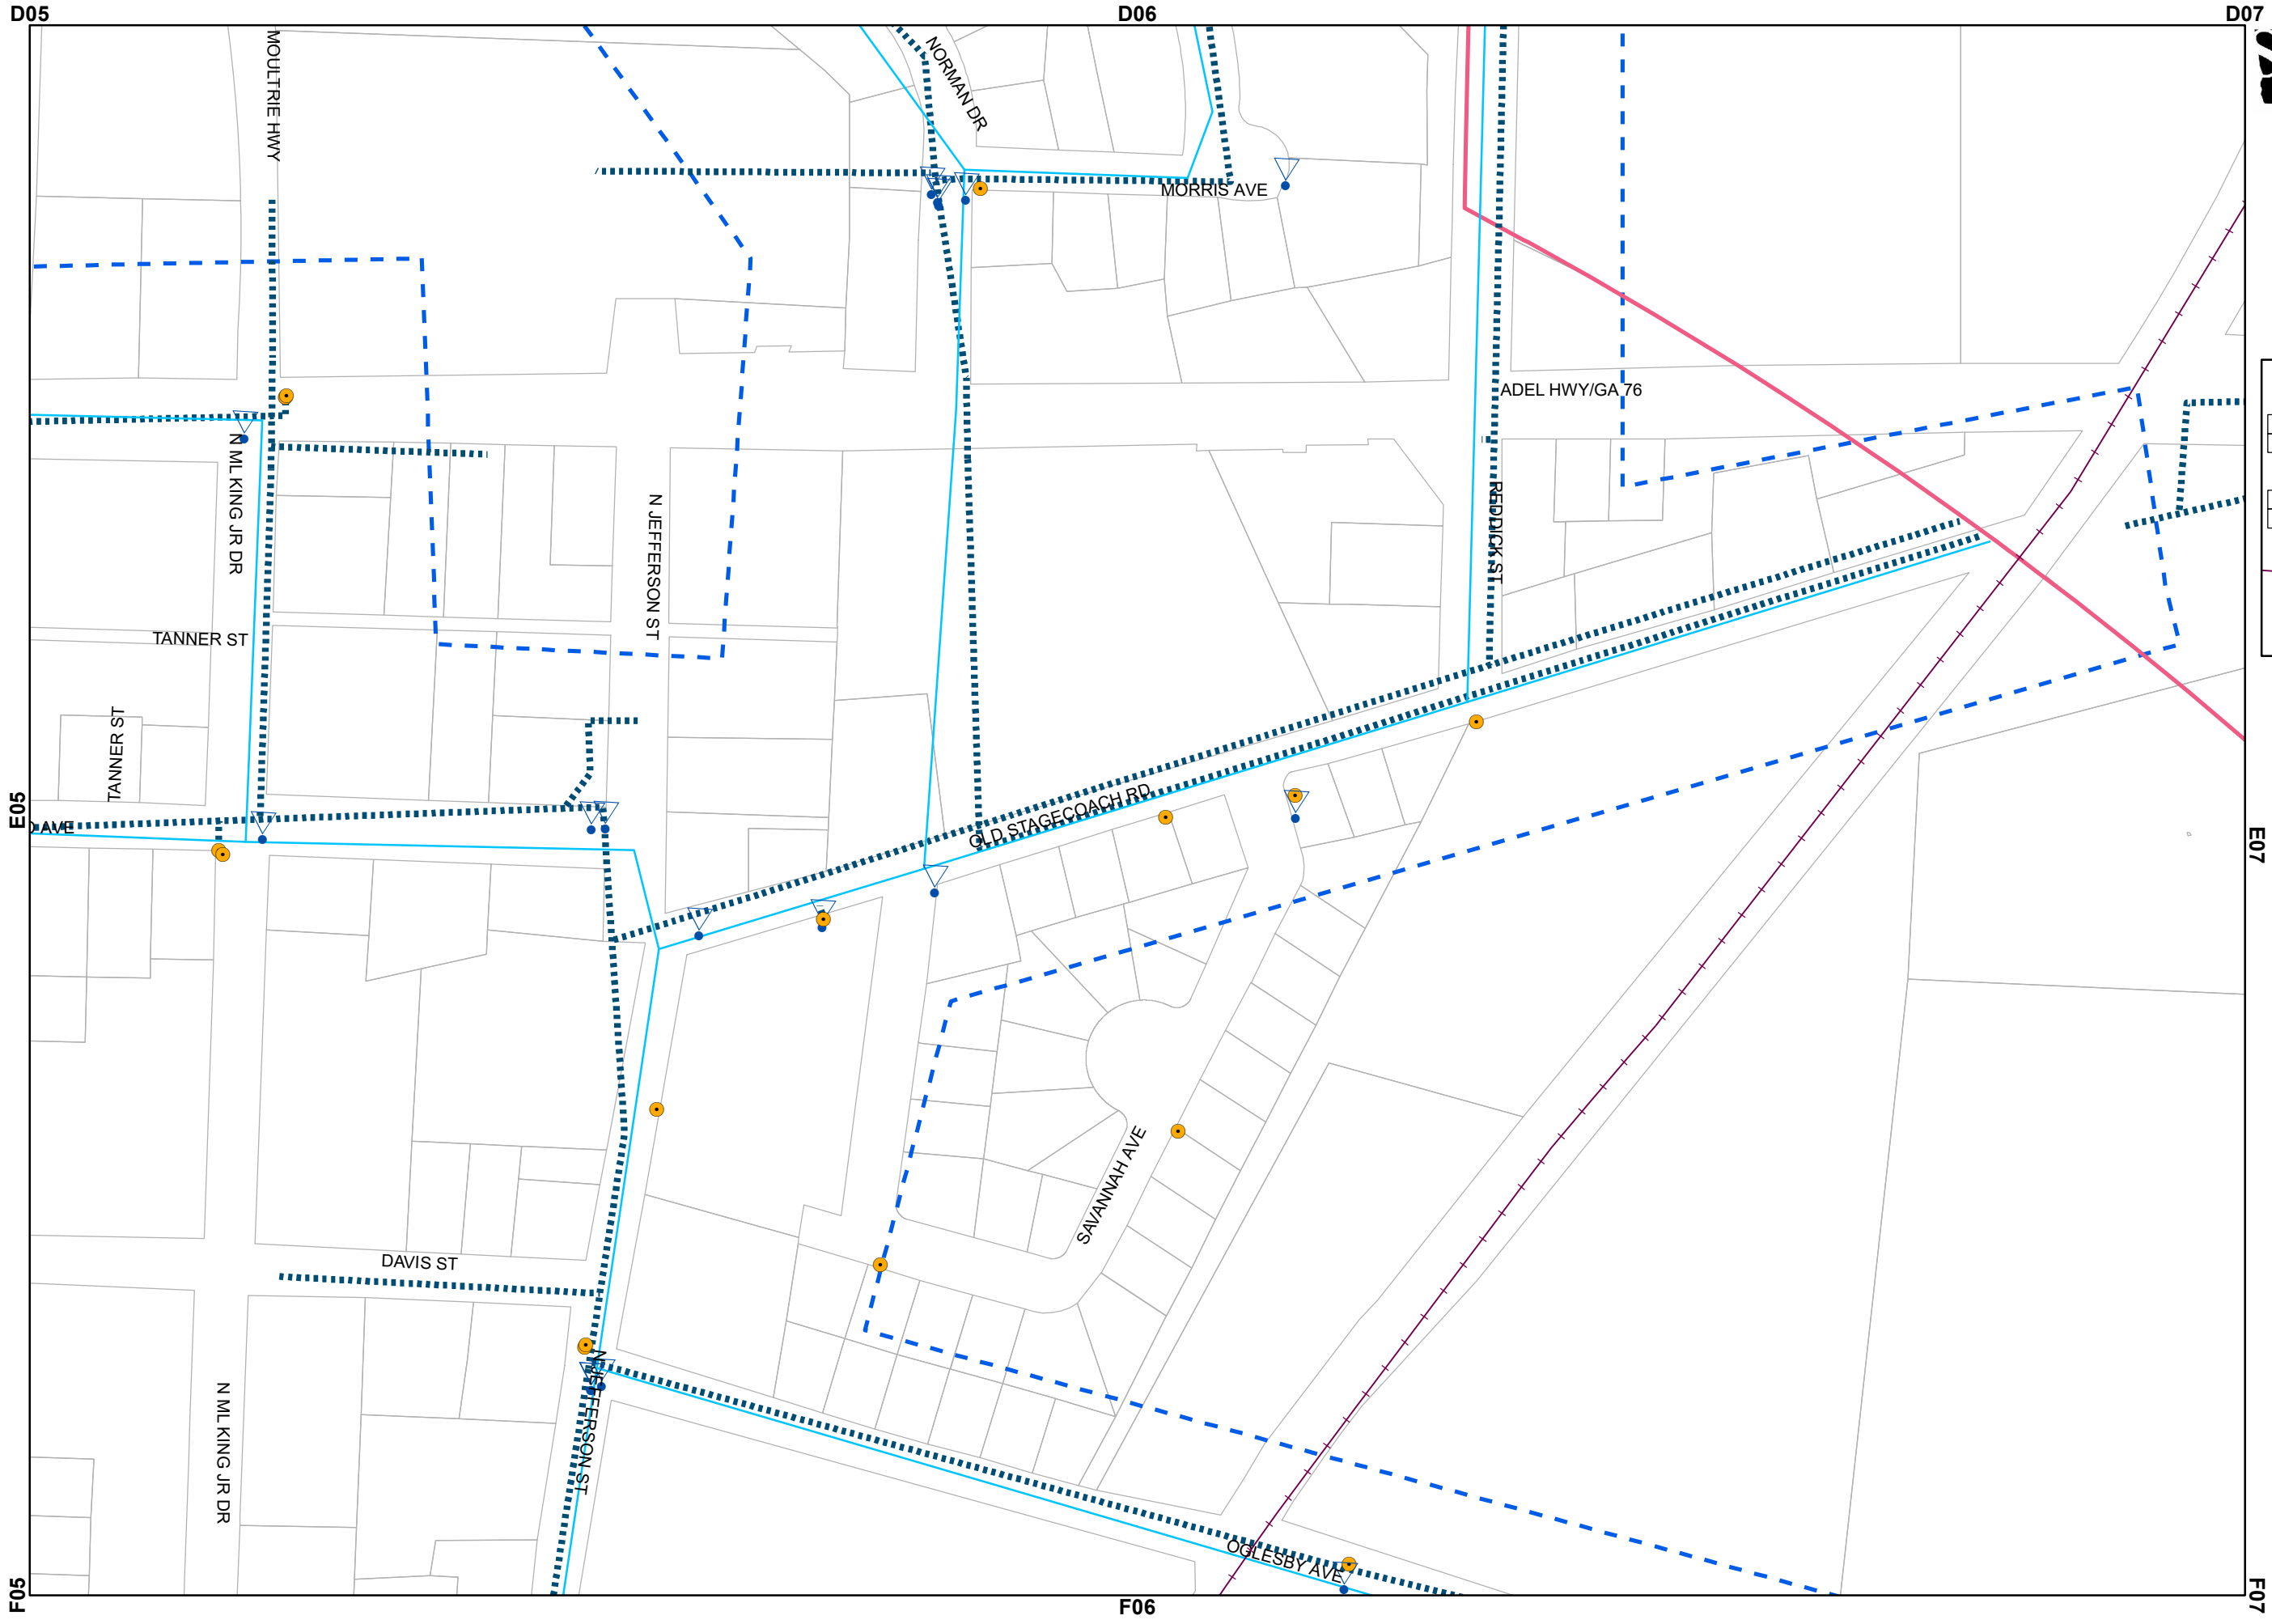 D05
D06
D07
MOULTRIE HWY
NORMAN DR
MORRIS AVE
ADEL HWY/GA 76
N ML KING JR DR
N JEFFERSON ST
REDDICK ST
TANNER ST
TANNER ST
E05
D AVE
OLD STAGECOACH RD
E07
SAVANNAH AVE
DAVIS ST
N ML KING JR DR
N JEFFERSON ST
OGLESBY AVE
F05
F06
F07